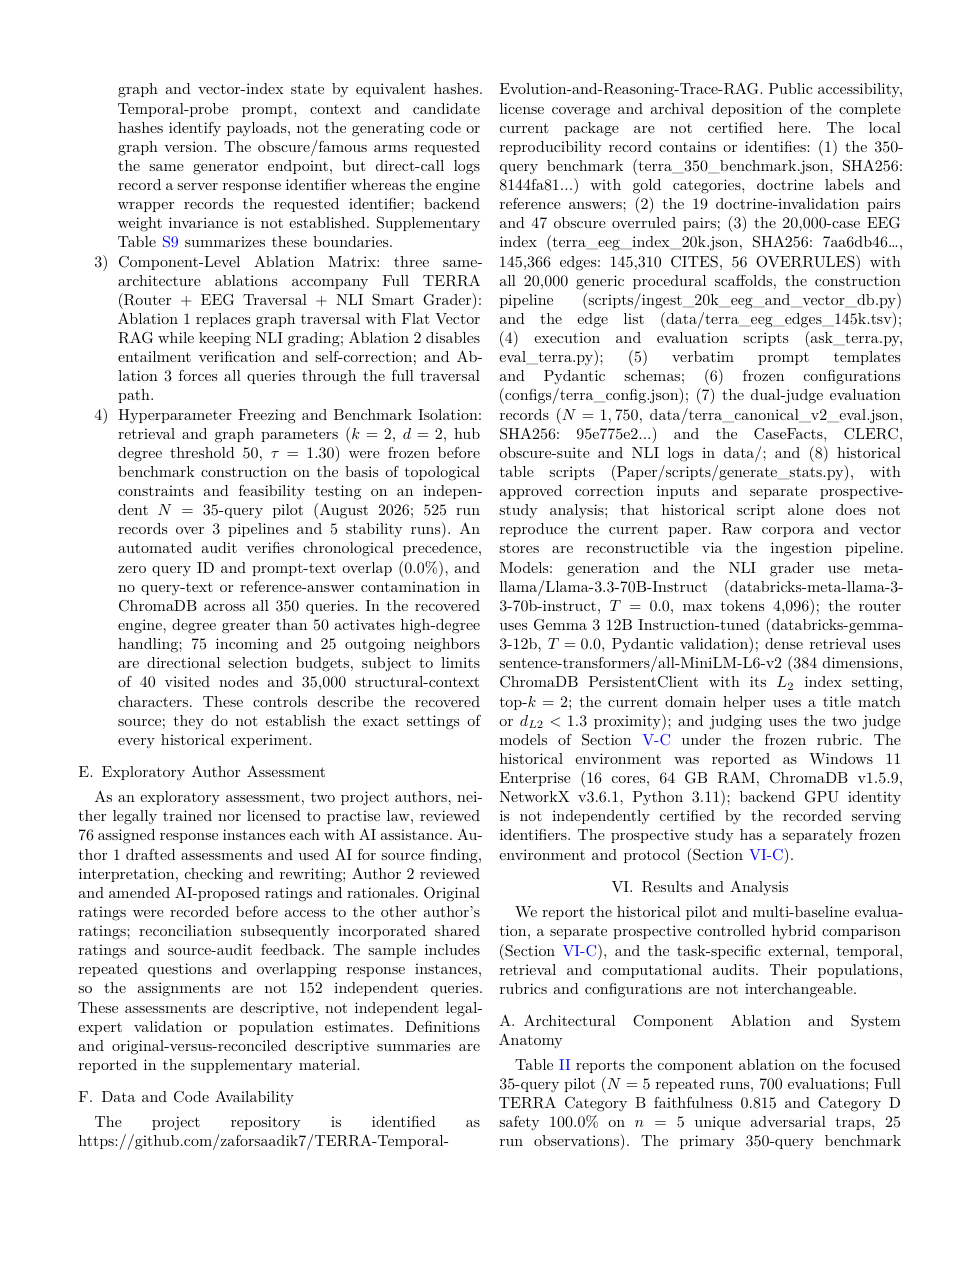 graph and vector-index state by equivalent hashes.
Temporal-probe prompt, context and candidate
hashes identify payloads, not the generating code or
graph version. The obscure/famous arms requested
the same generator endpoint, but direct-call logs
record a server response identifier whereas the engine
wrapper records the requested identifier; backend
weight invariance is not established. Supplementary
Table S9 summarizes these boundaries.
3) Component-Level Ablation Matrix: three same-
architecture ablations accompany Full TERRA
(Router + EEG Traversal + NLI Smart Grader):
Ablation 1 replaces graph traversal with Flat Vector
RAG while keeping NLI grading; Ablation 2 disables
entailment verification and self-correction; and Ab-
lation 3 forces all queries through the full traversal
path.
4) Hyperparameter Freezing and Benchmark Isolation:
retrieval and graph parameters (k = 2, d = 2, hub
degree threshold 50, τ = 1.30) were frozen before
benchmark construction on the basis of topological
constraints and feasibility testing on an indepen-
dent N = 35-query pilot (August 2026; 525 run
records over 3 pipelines and 5 stability runs). An
automated audit verifies chronological precedence,
zero query ID and prompt-text overlap (0.0%), and
no query-text or reference-answer contamination in
ChromaDB across all 350 queries. In the recovered
engine, degree greater than 50 activates high-degree
handling; 75 incoming and 25 outgoing neighbors
are directional selection budgets, subject to limits
of 40 visited nodes and 35,000 structural-context
characters. These controls describe the recovered
source; they do not establish the exact settings of
every historical experiment.
E. Exploratory Author Assessment
As an exploratory assessment, two project authors, nei-
ther legally trained nor licensed to practise law, reviewed
76 assigned response instances each with AI assistance. Au-
thor 1 drafted assessments and used AI for source finding,
interpretation, checking and rewriting; Author 2 reviewed
and amended AI-proposed ratings and rationales. Original
ratings were recorded before access to the other author's
ratings; reconciliation subsequently incorporated shared
ratings and source-audit feedback. The sample includes
repeated questions and overlapping response instances,
so the assignments are not 152 independent queries.
These assessments are descriptive, not independent legal-
expert validation or population estimates. Definitions
and original-versus-reconciled descriptive summaries are
reported in the supplementary material.
F. Data and Code Availability
The project repository is identified as
https://github.com/zaforsaadik7/TERRA-Temporal-
Evolution-and-Reasoning-Trace-RAG. Public accessibility,
license coverage and archival deposition of the complete
current package are not certified here. The local
reproducibility record contains or identifies: (1) the 350-
query benchmark (terra_350_benchmark.json, SHA256:
8144fa81...) with gold categories, doctrine labels and
reference answers; (2) the 19 doctrine-invalidation pairs
and 47 obscure overruled pairs; (3) the 20,000-case EEG
index (terra_eeg_index_20k.json, SHA256: 7aa6db46...,
145,366 edges: 145,310 CITES, 56 OVERRULES) with
all 20,000 generic procedural scaffolds, the construction
pipeline (scripts/ingest_20k_eeg_and_vector_db.py)
and the edge list (data/terra_eeg_edges_145k.tsv);
(4) execution and evaluation scripts (ask_terra.py,
eval_terra.py); (5) verbatim prompt templates
and Pydantic schemas; (6) frozen configurations
(configs/terra_config.json); (7) the dual-judge evaluation
records (N = 1,750, data/terra_canonical_v2_eval.json,
SHA256: 95e775e2...) and the CaseFacts, CLERC,
obscure-suite and NLI logs in data/; and (8) historical
table scripts (Paper/scripts/generate_stats.py), with
approved correction inputs and separate prospective-
study analysis; that historical script alone does not
reproduce the current paper. Raw corpora and vector
stores are reconstructible via the ingestion pipeline.
Models: generation and the NLI grader use meta-
llama/Llama-3.3-70B-Instruct (databricks-meta-llama-3-
3-70b-instruct, T = 0.0, max tokens 4,096); the router
uses Gemma 3 12B Instruction-tuned (databricks-gemma-
3-12b, T = 0.0, Pydantic validation); dense retrieval uses
sentence-transformers/all-MiniLM-L6-v2 (384 dimensions,
ChromaDB PersistentClient with its L2 index setting,
top-k = 2; the current domain helper uses a title match
or dL2 < 1.3 proximity); and judging uses the two judge
models of Section V-C under the frozen rubric. The
historical environment was reported as Windows 11
Enterprise (16 cores, 64 GB RAM, ChromaDB v1.5.9,
NetworkX v3.6.1, Python 3.11); backend GPU identity
is not independently certified by the recorded serving
identifiers. The prospective study has a separately frozen
environment and protocol (Section VI-C).
VI. Results and Analysis
We report the historical pilot and multi-baseline evalua-
tion, a separate prospective controlled hybrid comparison
(Section VI-C), and the task-specific external, temporal,
retrieval and computational audits. Their populations,
rubrics and configurations are not interchangeable.
A. Architectural Component Ablation and System
Anatomy
Table II reports the component ablation on the focused
35-query pilot (N = 5 repeated runs, 700 evaluations; Full
TERRA Category B faithfulness 0.815 and Category D
safety 100.0% on n = 5 unique adversarial traps, 25
run observations). The primary 350-query benchmark